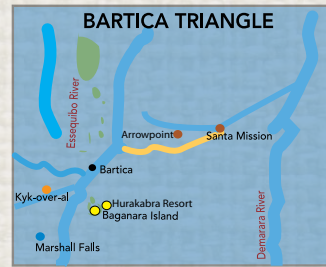 BARTICA TRIANGLE
Essequibo River
Arrowpoint
Santa Mission
Bartica
Kyk-over-al
Hurakabra Resort
Baganara Island
Demarara River
Marshall Falls